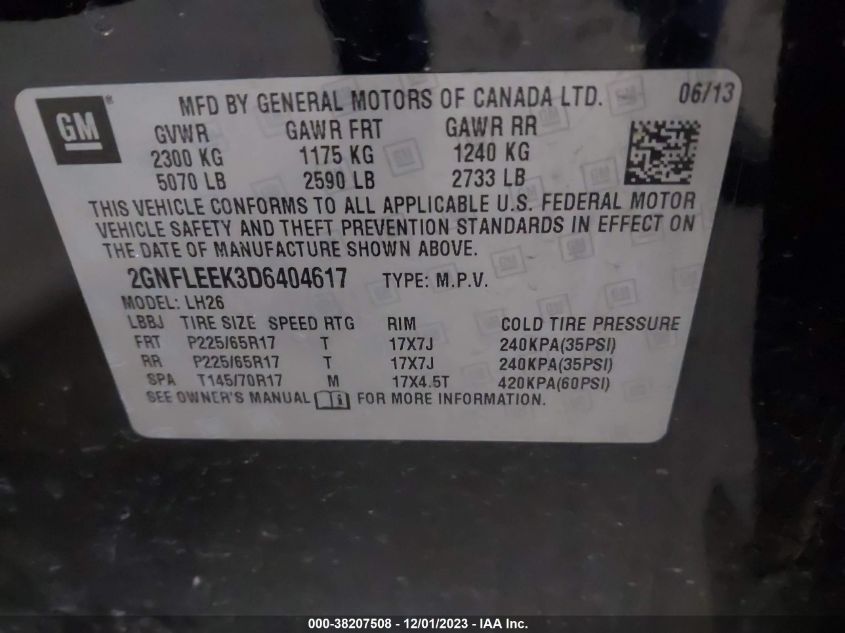 GM ® MFD BY GENERAL MOTORS OF CANADA LTD. 06/13
GVWR GAWR FRT GAWR RR
2300 KG 1175 KG 1240 KG
5070 LB 2590 LB 2733 LB
THIS VEHICLE CONFORMS TO ALL APPLICABLE U.S. FEDERAL MOTOR
VEHICLE SAFETY AND THEFT PREVENTION STANDARDS IN EFFECT ON
THE DATE OF MANUFACTURE SHOWN ABOVE.
2GNFLEEK3D6404617 TYPE: M.P.V.
MODEL: LH26
LBBJ TIRE SIZE SPEED RTG RIM COLD TIRE PRESSURE
FRT P225/65R17 T 17X7J 240KPA(35PSI)
RR P225/65R17 T 17X7J 240KPA(35PSI)
SPA T145/70R17 M 17X4.5T 420KPA(60PSI)
SEE OWNER'S MANUAL FOR MORE INFORMATION.
000-38207508 - 12/01/2023 - IAA Inc.